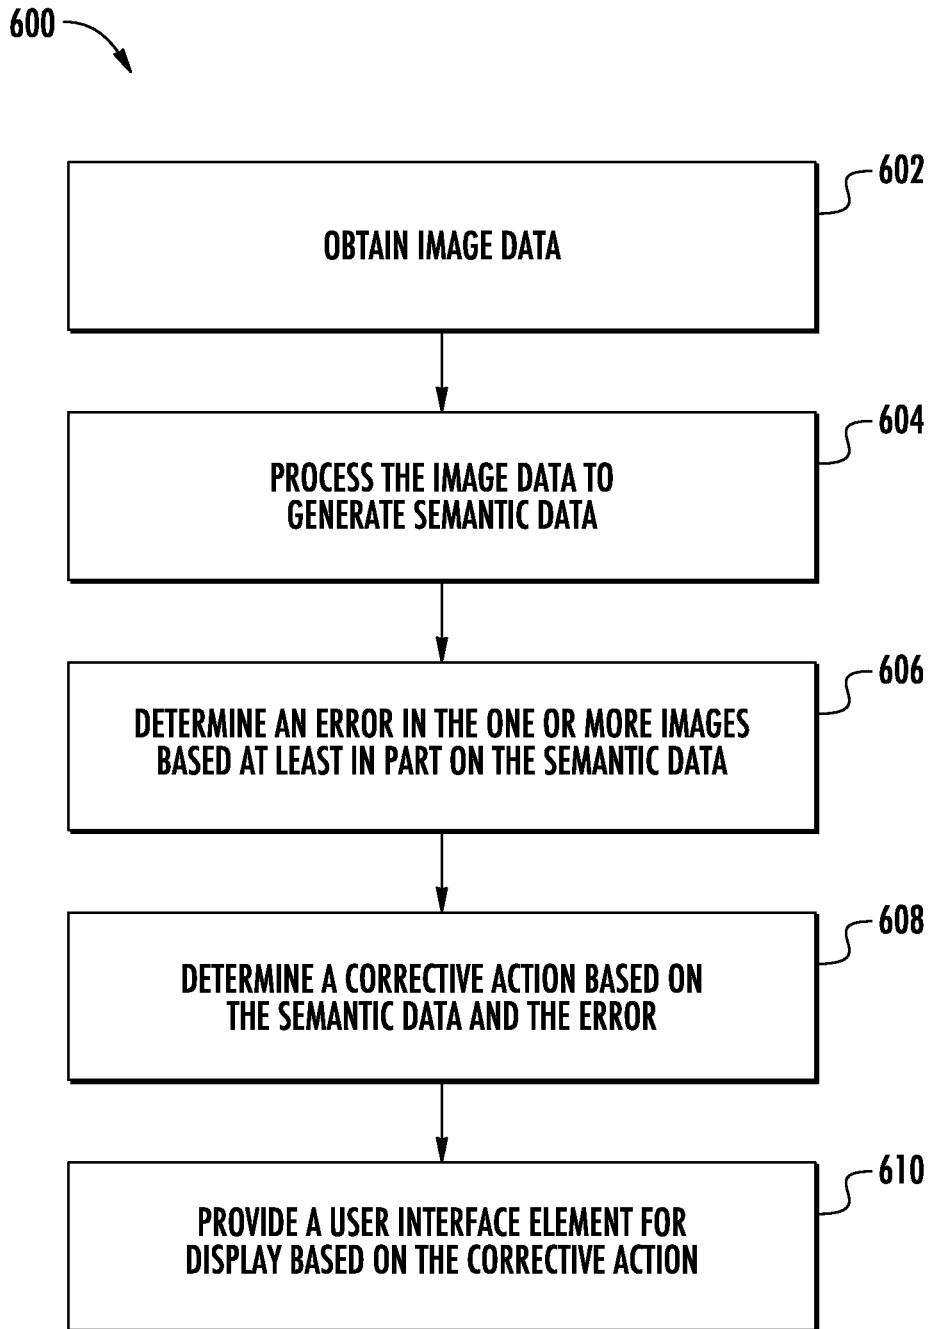 600
602
OBTAIN IMAGE DATA
604
PROCESS THE IMAGE DATA TO
GENERATE SEMANTIC DATA
606
DETERMINE AN ERROR IN THE ONE OR MORE IMAGES
BASED AT LEAST IN PART ON THE SEMANTIC DATA
608
DETERMINE A CORRECTIVE ACTION BASED ON
THE SEMANTIC DATA AND THE ERROR
610
PROVIDE A USER INTERFACE ELEMENT FOR
DISPLAY BASED ON THE CORRECTIVE ACTION